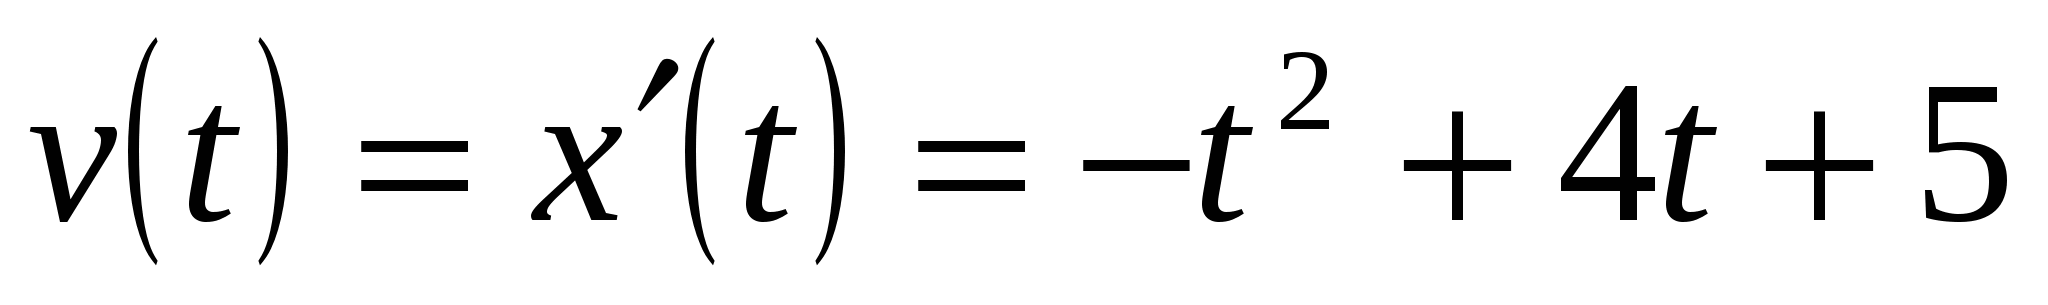 v(t) = x′(t) = −t² + 4t + 5